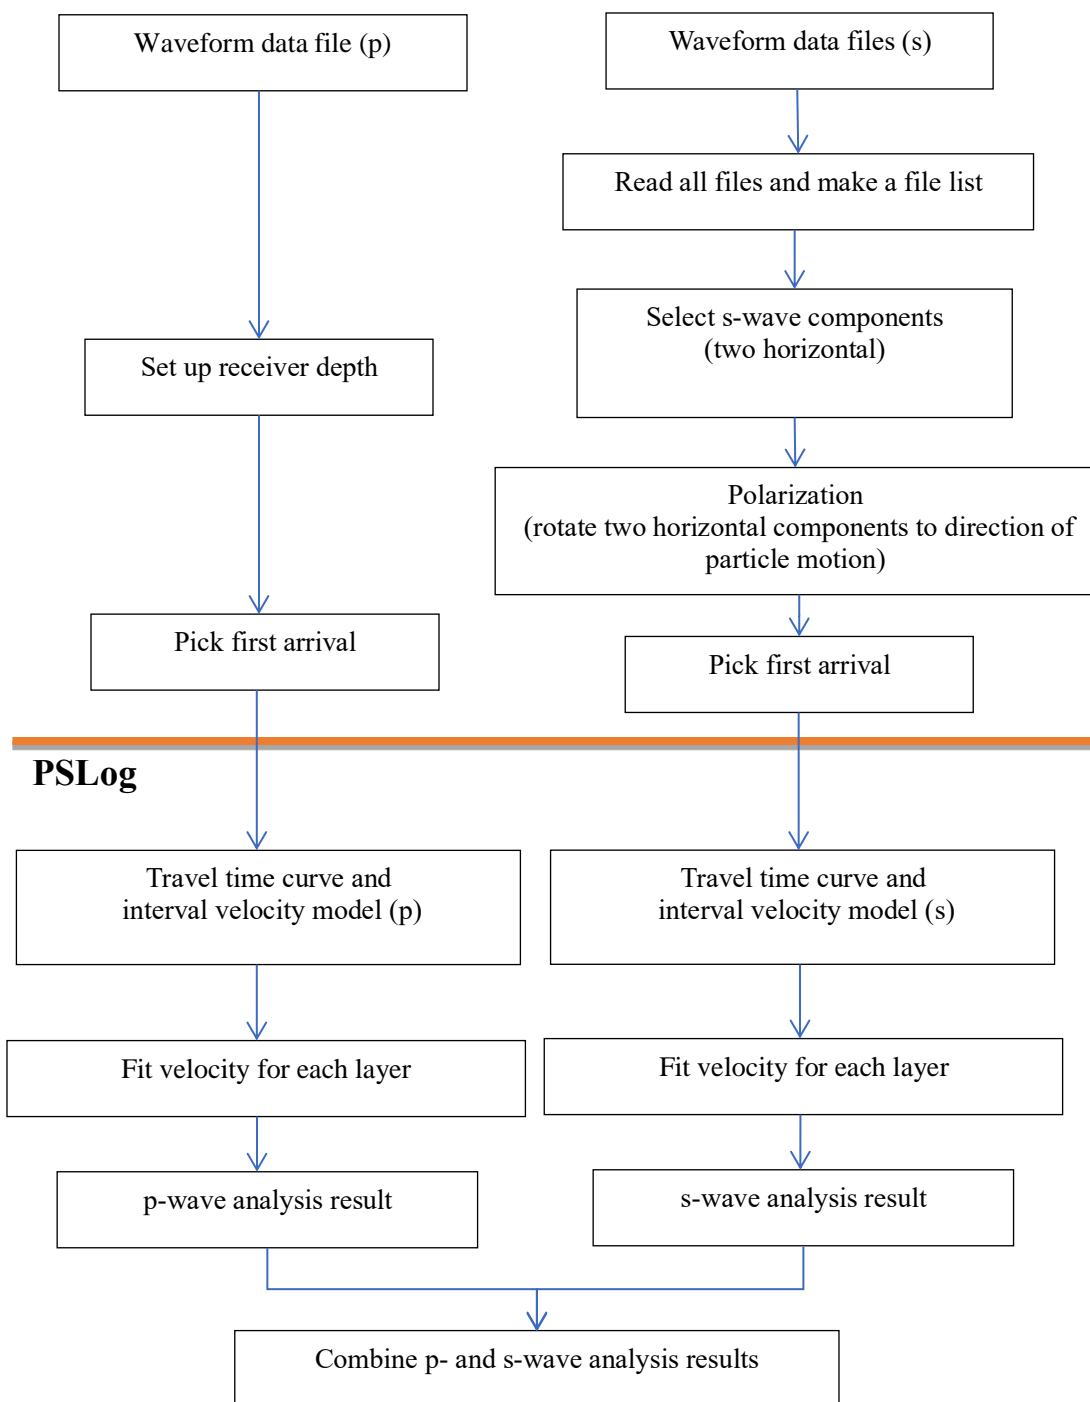 Waveform data file (p)
Waveform data files (s)
Read all files and make a file list
Select s-wave components
(two horizontal)
Set up receiver depth
Polarization
(rotate two horizontal components to direction of
particle motion)
Pick first arrival
Pick first arrival
PSLog
Travel time curve and
interval velocity model (p)
Travel time curve and
interval velocity model (s)
Fit velocity for each layer
Fit velocity for each layer
p-wave analysis result
s-wave analysis result
Combine p- and s-wave analysis results